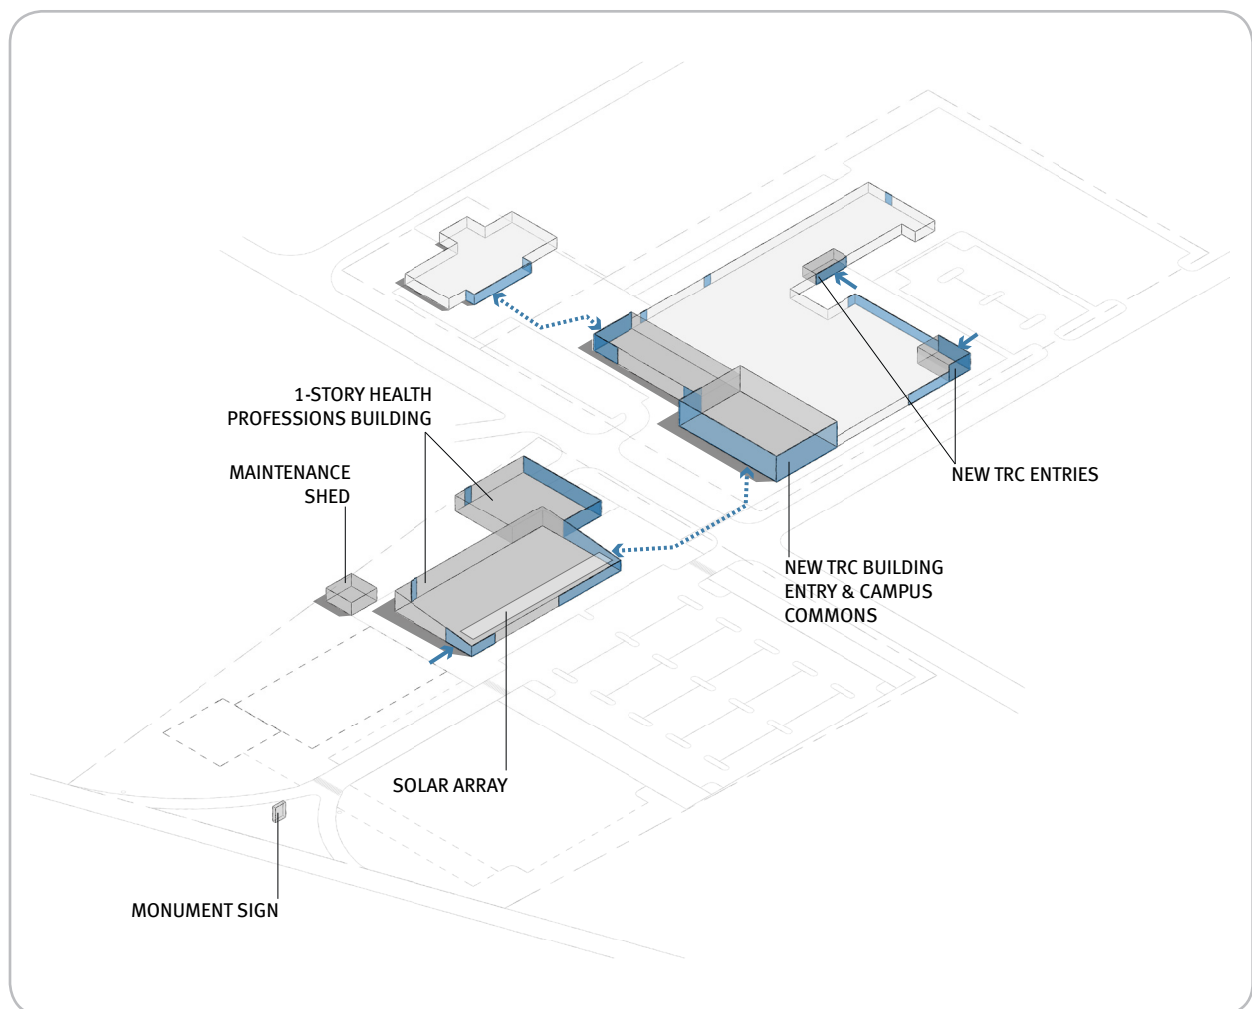 1-STORY HEALTH
PROFESSIONS BUILDING
MAINTENANCE
SHED
NEW TRC ENTRIES
NEW TRC BUILDING
ENTRY & CAMPUS
COMMONS
SOLAR ARRAY
MONUMENT SIGN